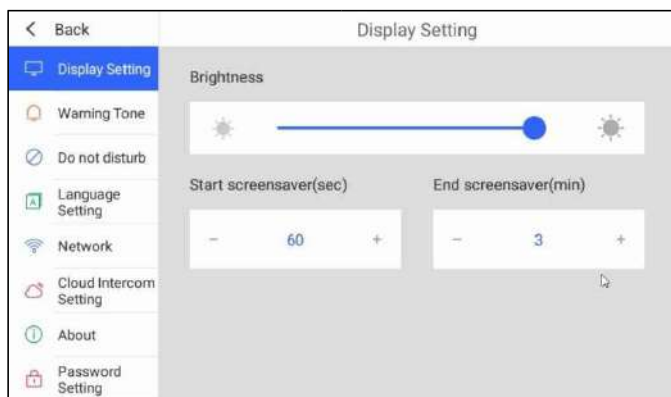 Back
Display Setting
Display Setting
Warning Tone
Do not disturb
Language
Setting
Network
Cloud Intercom
Setting
About
Password
Setting
Brightness
Start screensaver(sec)
End screensaver(min)
− 60 +
− 3 +